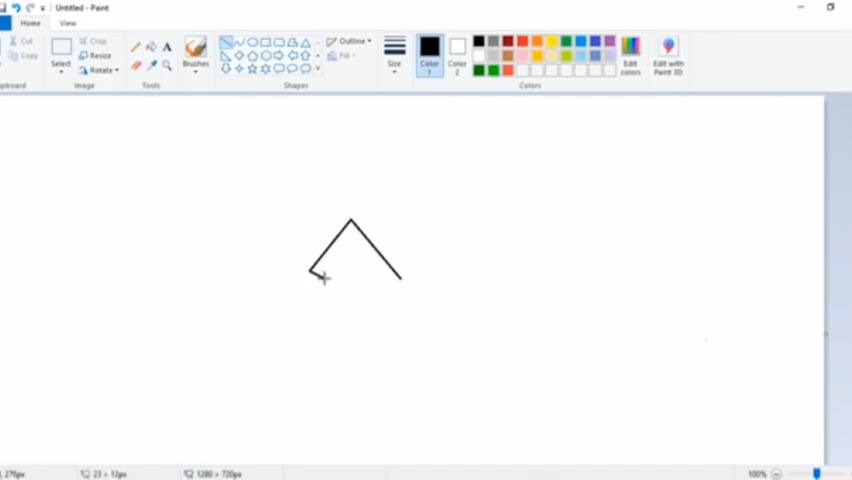 Untitled - Paint
Home View
Cut
Copy
Select
Crop
Resize
Rotate
A
Brushes
Outline
Fill
Size
Color 1
Color 2
Edit colors
Edit with Paint 3D
Image Tools Shapes Colors
276px 23 × 12px 1280 × 720px 100%